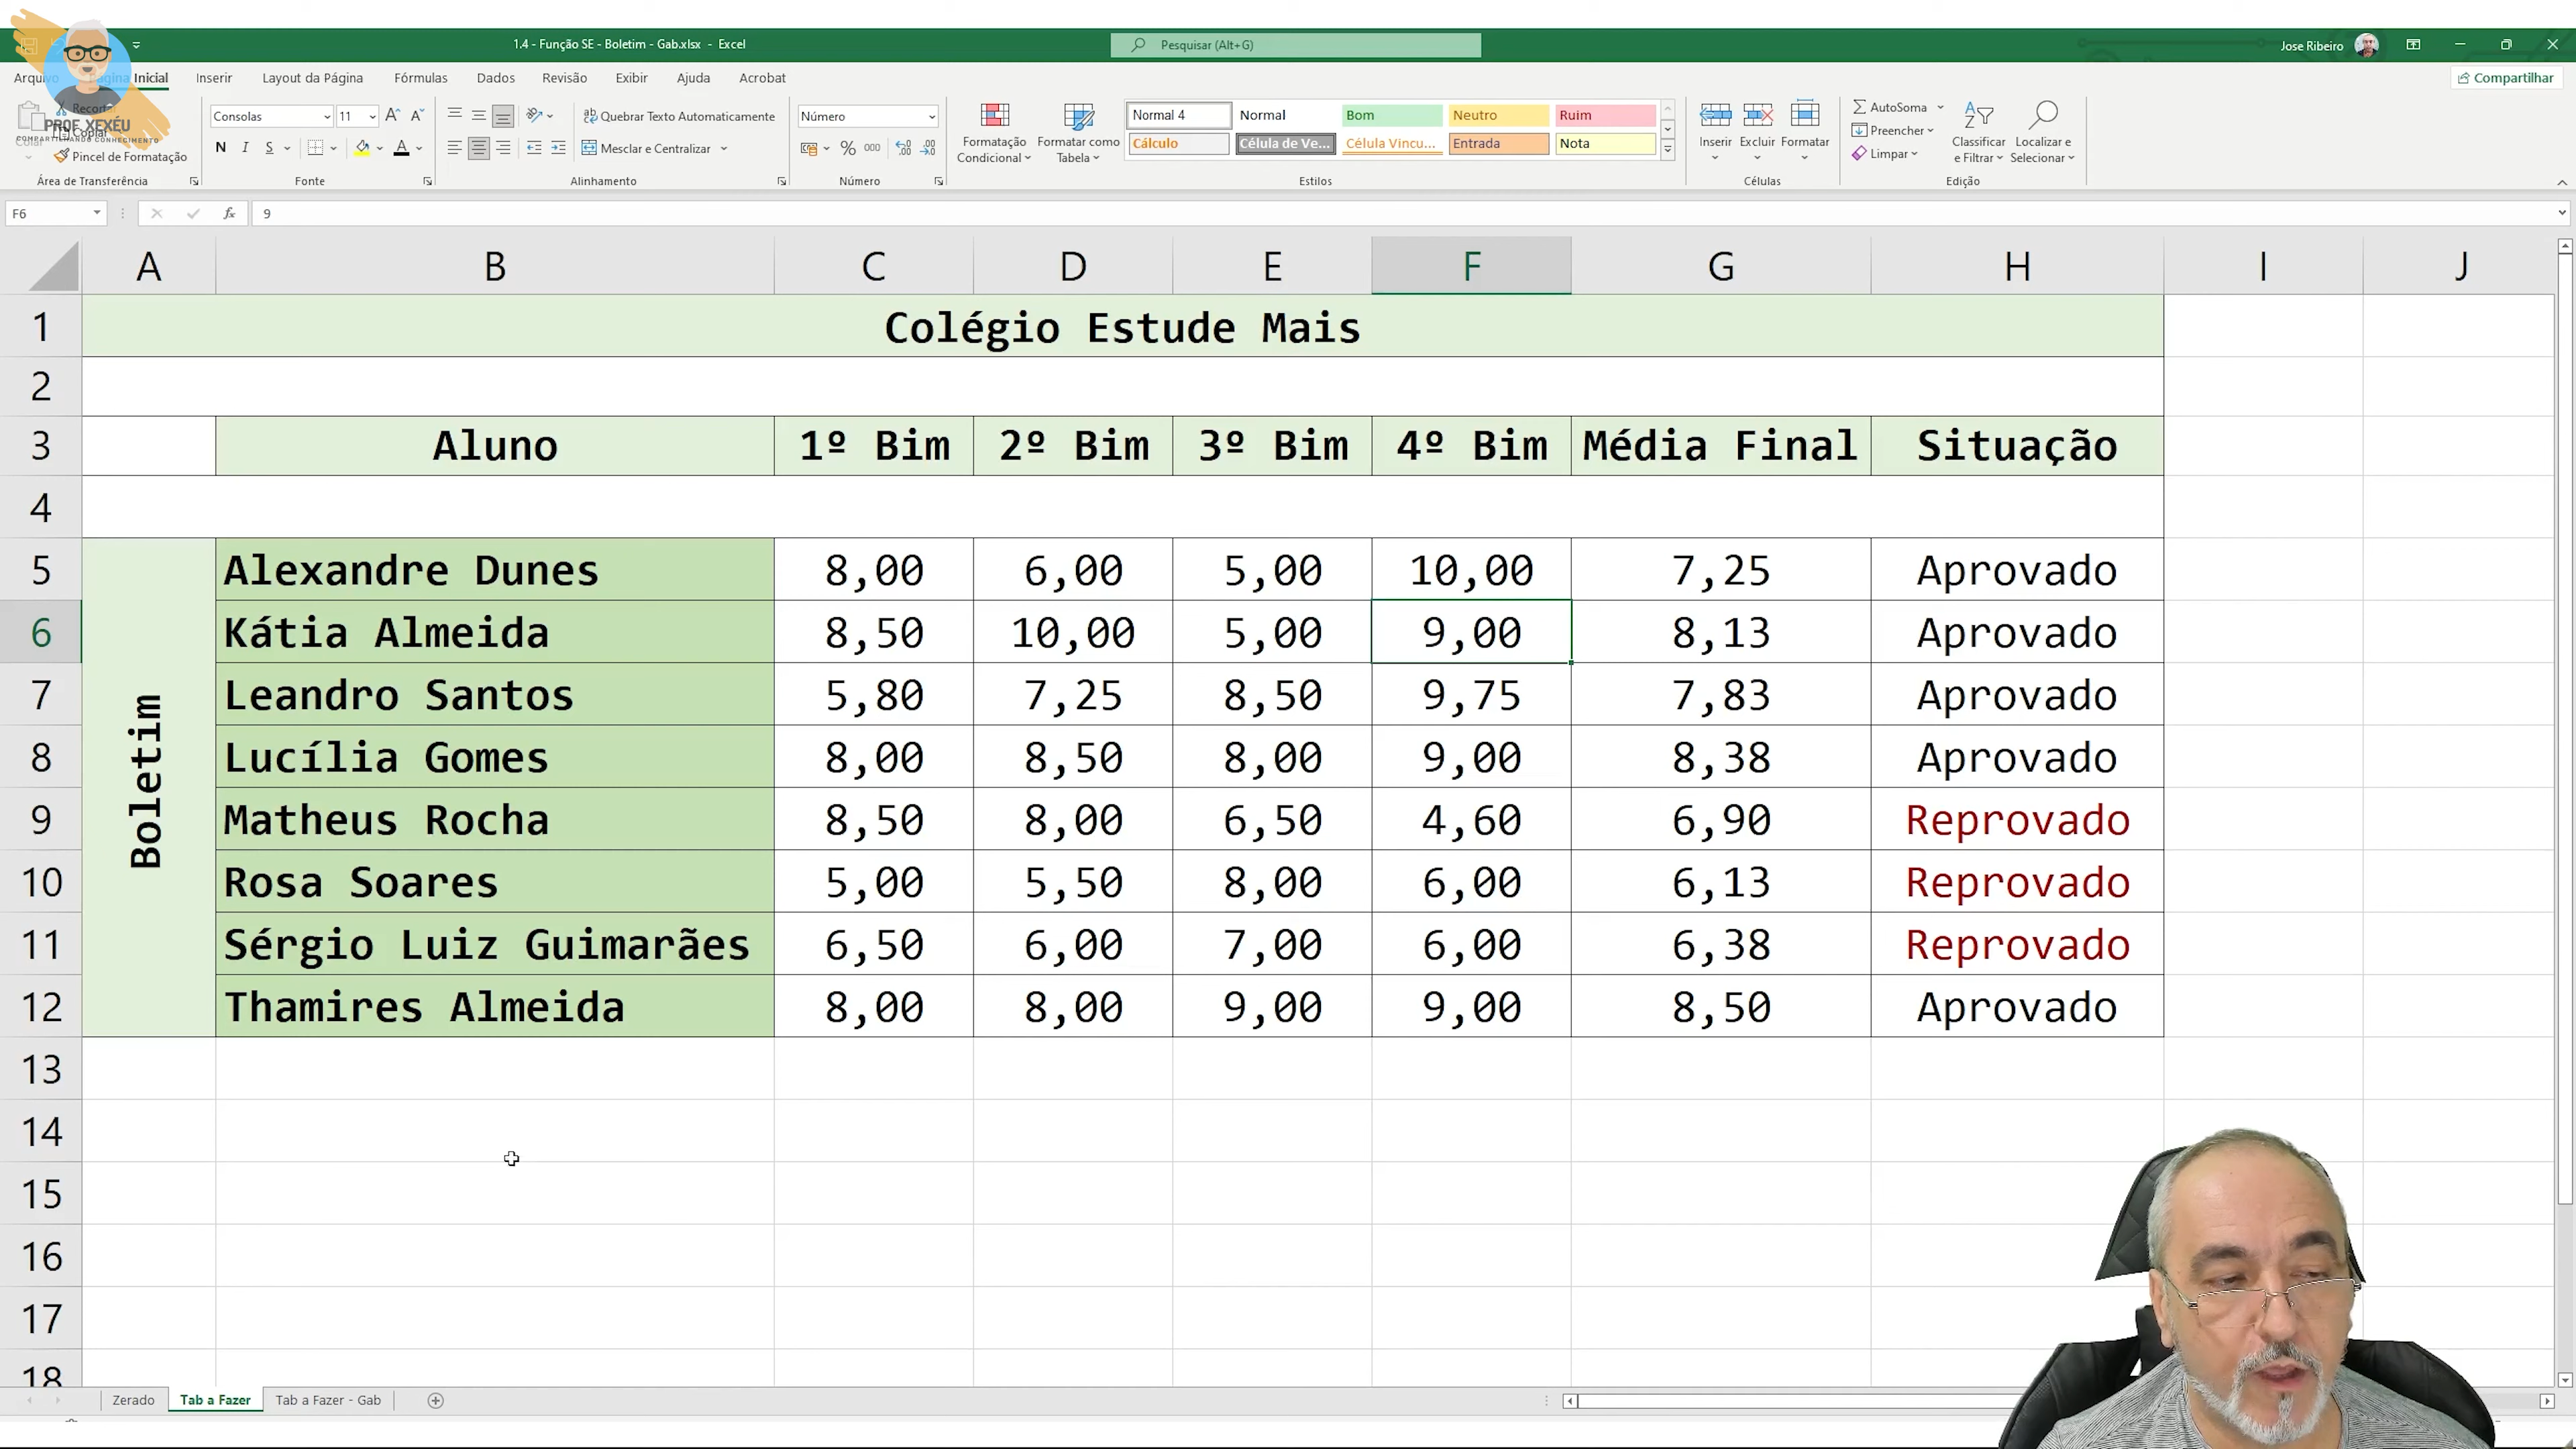 1.4 - Função SE - Boletim - Gab.xlsx - Excel
Pesquisar (Alt+G)
Jose Ribeiro
Inserir
Layout da Página
Fórmulas
Dados
Revisão
Exibir
Ajuda
Acrobat
Compartilhar
PROF. XEXÉU
COMPARTILHANDO CONHECIMENTO
Copiar
Pincel de Formatação
Área de Transferência
Consolas
11
N I S
Fonte
Quebrar Texto Automaticamente
Mesclar e Centralizar
Alinhamento
Número
% 000
Número
Formatação Condicional
Formatar como Tabela
Normal 4 Normal Bom Neutro Ruim
Cálculo Célula de Ve... Célula Vincu... Entrada Nota
Estilos
Inserir Excluir Formatar
Células
AutoSoma
Preencher
Limpar
Classificar e Filtrar
Localizar e Selecionar
Edição
F6 fx 9
A B C D E F G H I J
1 Colégio Estude Mais
2
3 Aluno 1º Bim 2º Bim 3º Bim 4º Bim Média Final Situação
4
Boletim
5 Alexandre Dunes 8,00 6,00 5,00 10,00 7,25 Aprovado
6 Kátia Almeida 8,50 10,00 5,00 9,00 8,13 Aprovado
7 Leandro Santos 5,80 7,25 8,50 9,75 7,83 Aprovado
8 Lucília Gomes 8,00 8,50 8,00 9,00 8,38 Aprovado
9 Matheus Rocha 8,50 8,00 6,50 4,60 6,90 Reprovado
10 Rosa Soares 5,00 5,50 8,00 6,00 6,13 Reprovado
11 Sérgio Luiz Guimarães 6,50 6,00 7,00 6,00 6,38 Reprovado
12 Thamires Almeida 8,00 8,00 9,00 9,00 8,50 Aprovado
13
14
15
16
17
18
Zerado Tab a Fazer Tab a Fazer - Gab